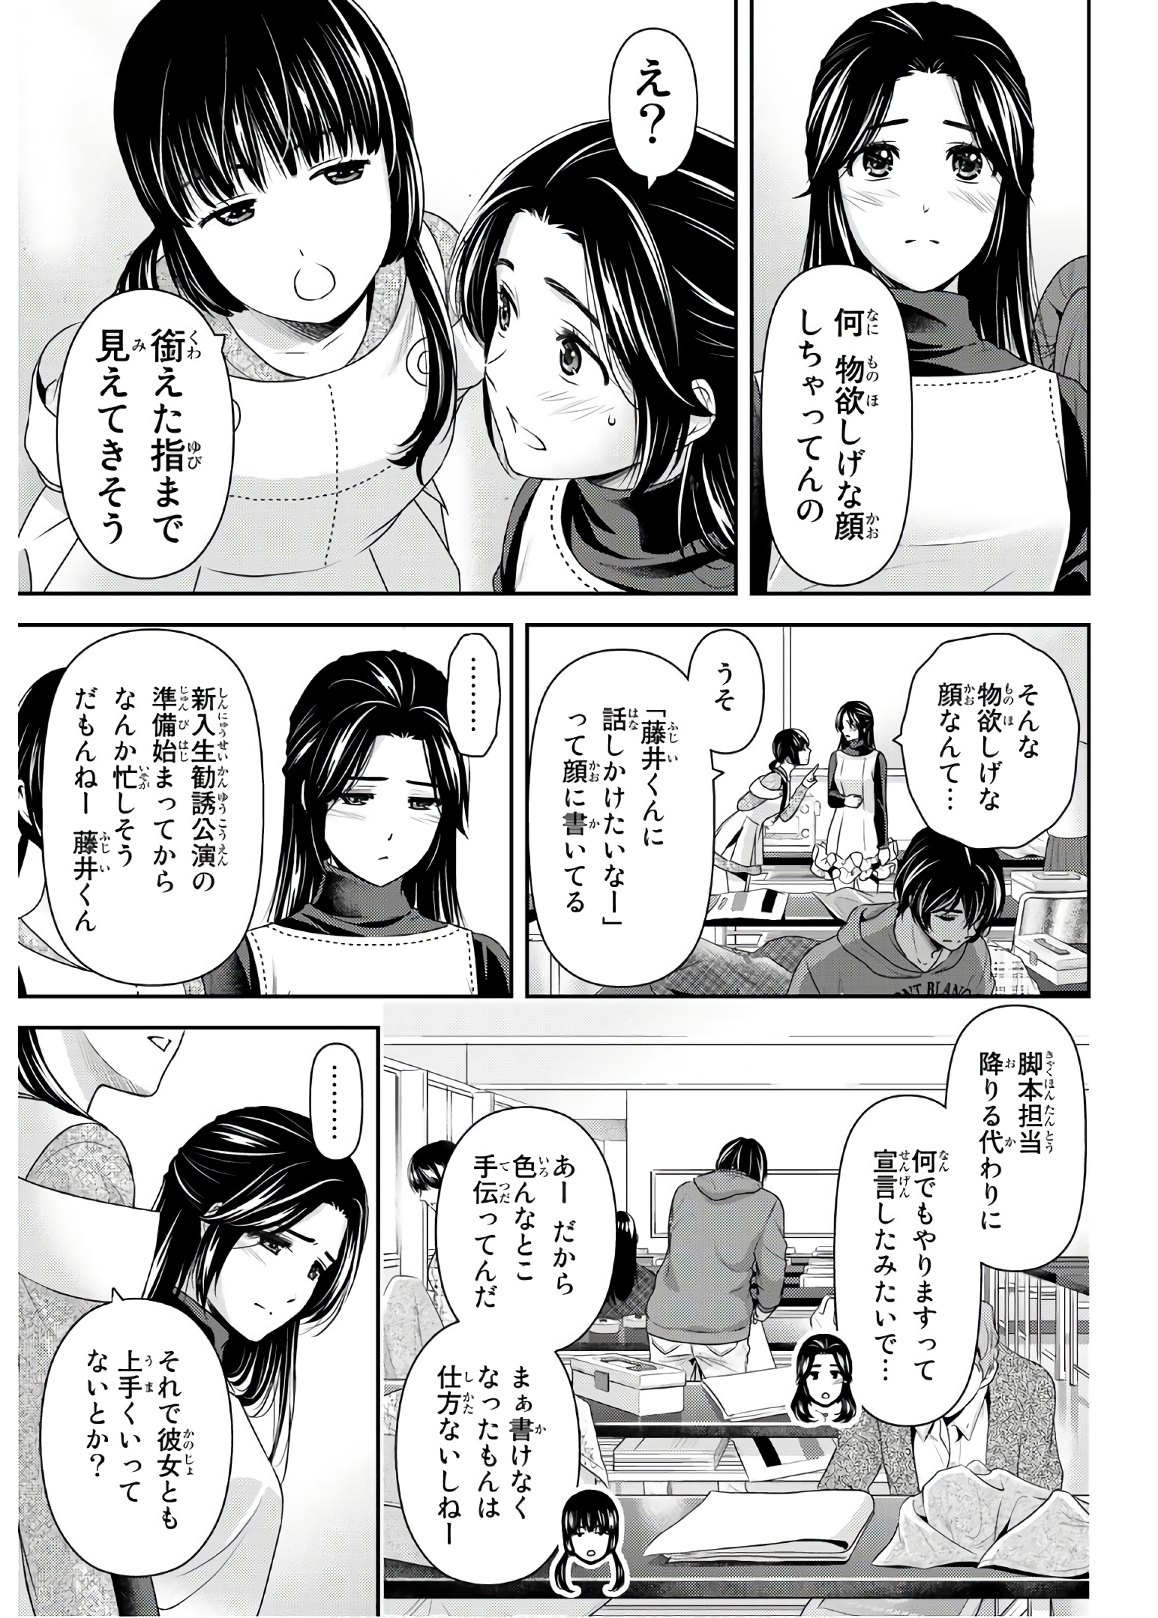 何 物欲しげな顔
しちゃってんの
え?
銜えた指まで
見えてきそう
そんな
物欲しげな
顔なんて…
うそ
「藤井くんに
話しかけたいなー」
って顔に書いてる
………
新入生勧誘公演の
準備始まってから
なんか忙しそう
だもんねー 藤井くん
脚本担当
降りる代わりに
何でもやりますって
宣言したみたいで…
あー だから
色んなとこ
手伝ってんだ
まぁ書けなく
なったもんは
仕方ないしねー
………
それで彼女とも
上手くいって
ないとか?